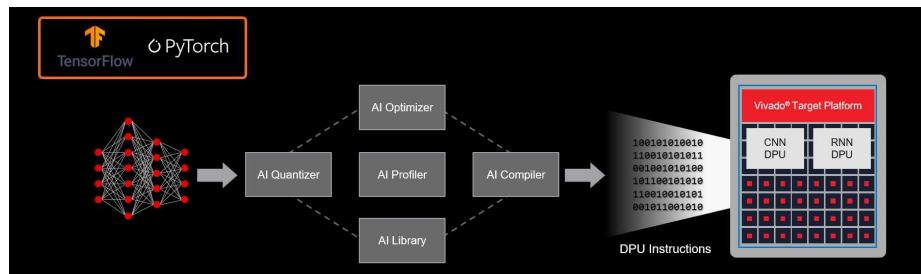 TensorFlow
PyTorch
AI Optimizer
AI Quantizer
AI Profiler
AI Compiler
AI Library
100101010010
110010101011
001001010100
101100101010
110010010101
001011001010
DPU Instructions
Vivado® Target Platform
CNN
DPU
RNN
DPU